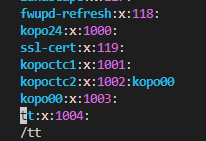 fwupd-refresh:x:118:
kopo24:x:1000:
ssl-cert:x:119:
kopoctc1:x:1001:
kopoctc2:x:1002:kopo00
kopo00:x:1003:
tt:x:1004:
/tt